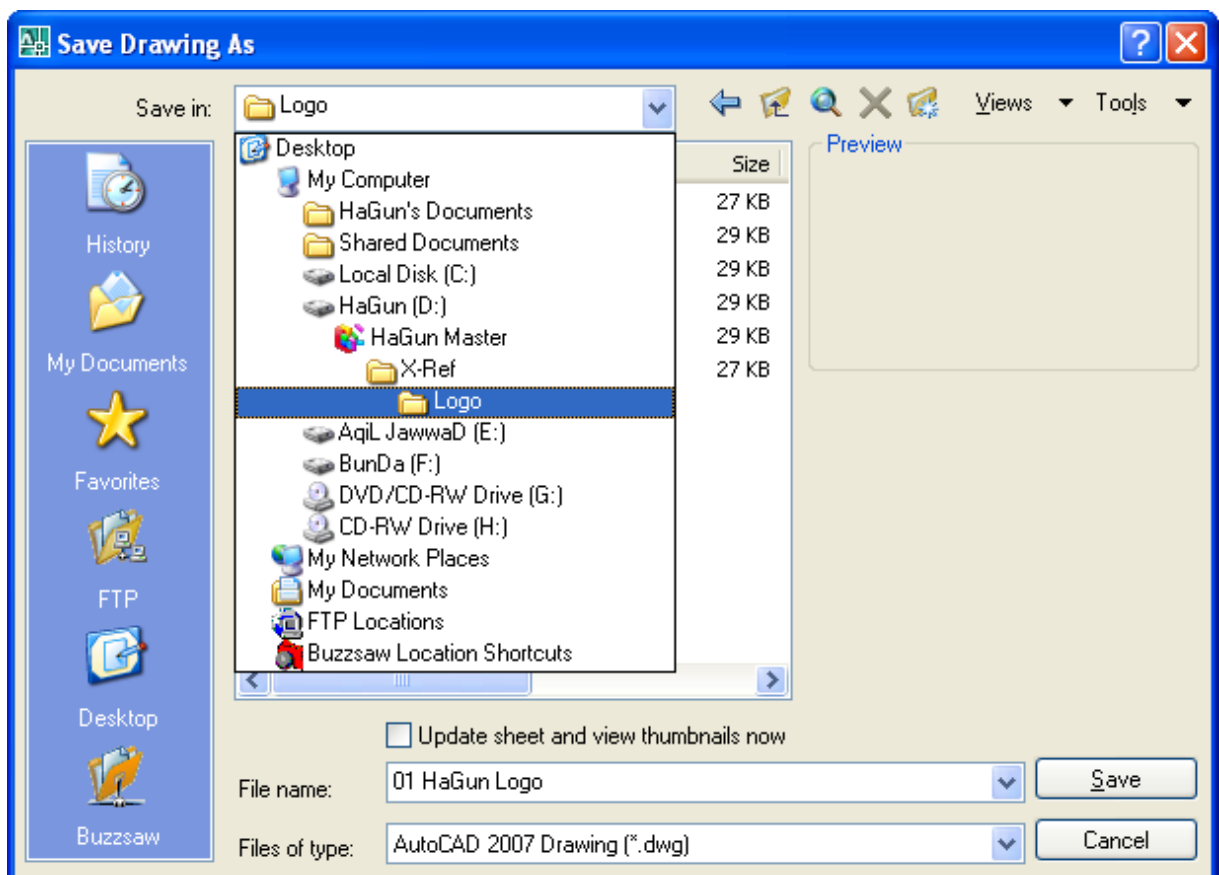 Save Drawing As
Save in:
Logo
Views
Tools
Desktop
My Computer
HaGun's Documents
Shared Documents
Local Disk (C:)
HaGun (D:)
HaGun Master
X-Ref
Logo
AqiL JawwaD (E:)
BunDa (F:)
DVD/CD-RW Drive (G:)
CD-RW Drive (H:)
My Network Places
My Documents
FTP Locations
Buzzsaw Location Shortcuts
Size
27 KB
29 KB
29 KB
29 KB
29 KB
27 KB
Preview
History
My Documents
Favorites
FTP
Desktop
Buzzsaw
Update sheet and view thumbnails now
File name:
01 HaGun Logo
Save
Files of type:
AutoCAD 2007 Drawing (*.dwg)
Cancel